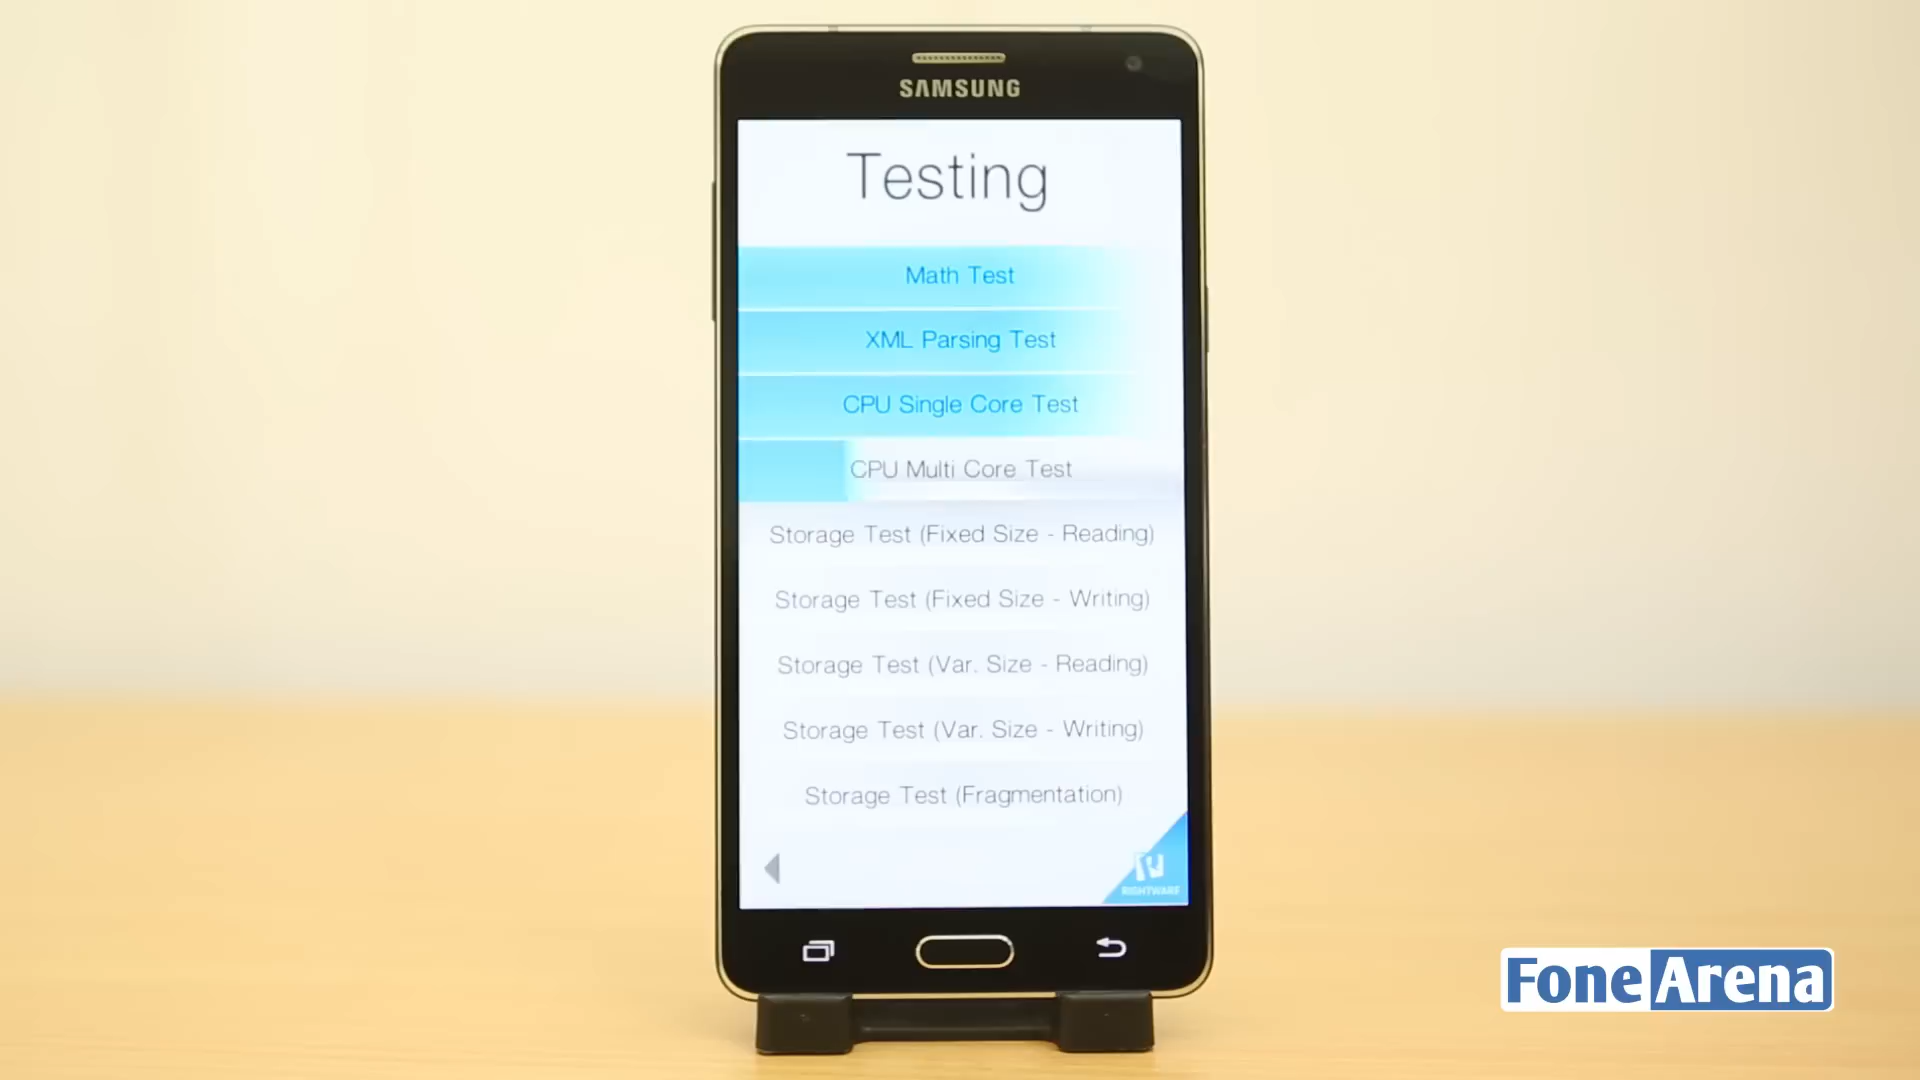 SAMSUNG
Testing
Math Test
XML Parsing Test
CPU Single Core Test
CPU Multi Core Test
Storage Test (Fixed Size - Reading)
Storage Test (Fixed Size - Writing)
Storage Test (Var. Size - Reading)
Storage Test (Var. Size - Writing)
Storage Test (Fragmentation)
RIGHTWARE
FoneArena